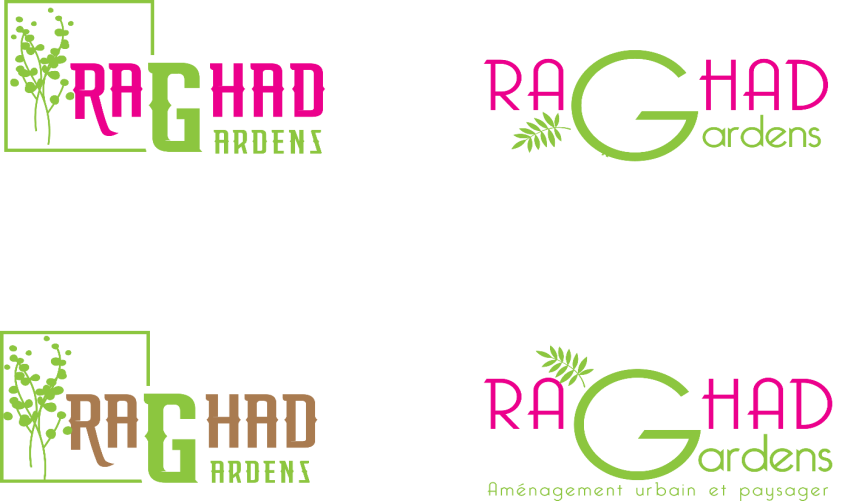 RAGHAD
GARDENS
RAGHAD
Gardens
RAGHAD
GARDENS
RAGHAD
Gardens
Aménagement urbain et paysager